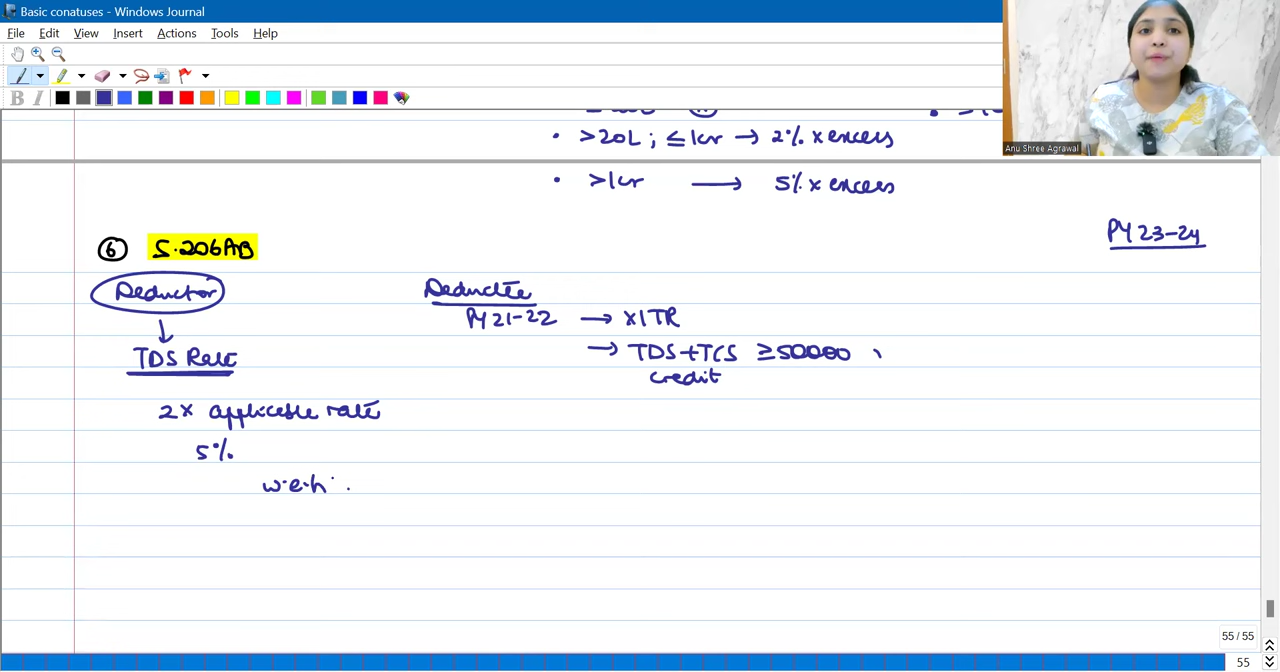 Basic conatuses - Windows Journal
File Edit View Insert Actions Tools Help
B I
Anu Shree Agrawal
• >20L ; ≤ 1cr → 2% x excess
• >1cr → 5% x excess
PY 23-24
⑥ S.206AB
Deductor
Deductee
PY 21-22 → XITR
TDS Rate
→ TDS+TCS ≥50000
credit
2x applicable rate
5%
w.e.h.
55 / 55
55